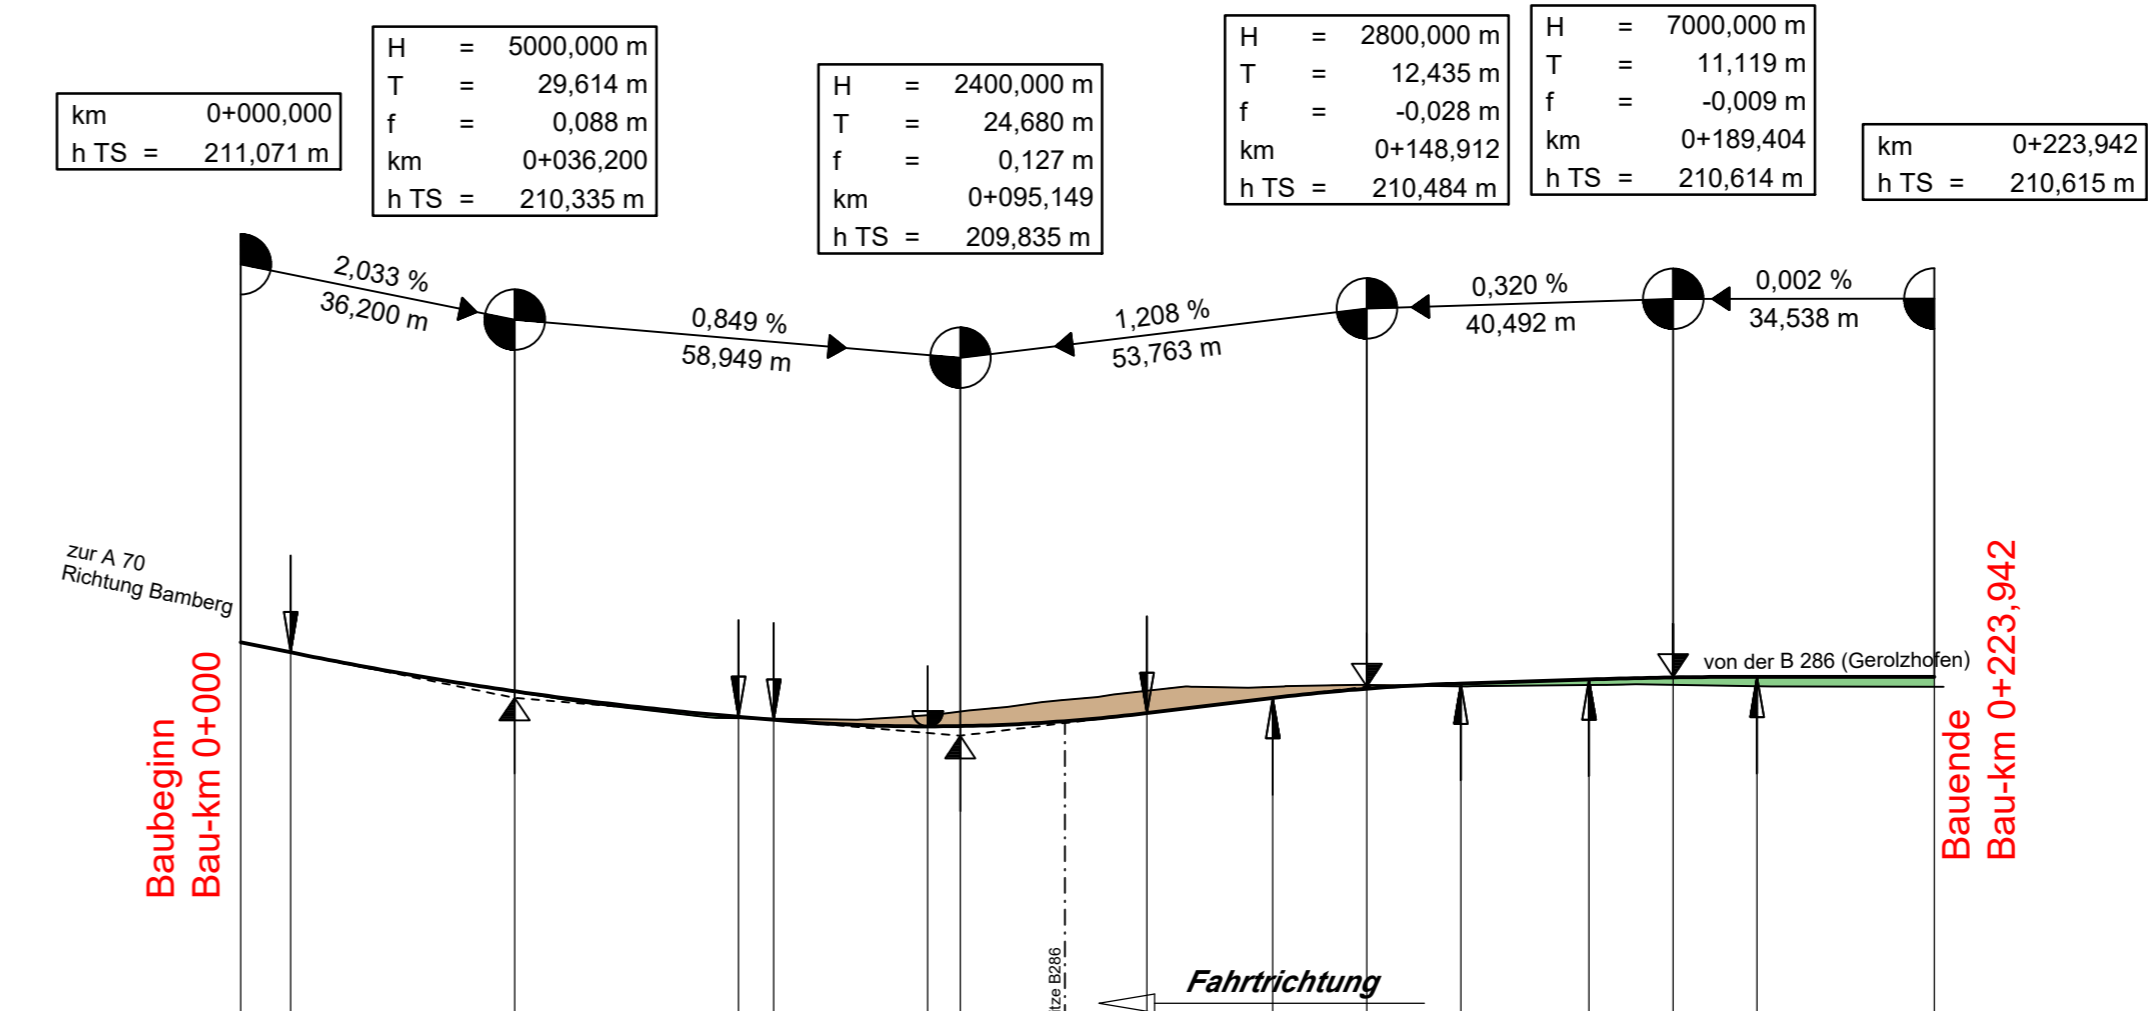 km 0+000,000
h TS = 211,071 m
H = 5000,000 m
T = 29,614 m
f = 0,088 m
km 0+036,200
h TS = 210,335 m
H = 2400,000 m
T = 24,680 m
f = 0,127 m
km 0+095,149
h TS = 209,835 m
H = 2800,000 m
T = 12,435 m
f = -0,028 m
km 0+148,912
h TS = 210,484 m
H = 7000,000 m
T = 11,119 m
f = -0,009 m
km 0+189,404
h TS = 210,614 m
km 0+223,942
h TS = 210,615 m
2,033 %
36,200 m
0,849 %
58,949 m
1,208 %
53,763 m
0,320 %
40,492 m
0,002 %
34,538 m
zur A 70
Richtung Bamberg
von der B 286 (Gerolzhofen)
Baubeginn
Bau-km 0+000
Bauende
Bau-km 0+223,942
B286
Fahrtrichtung